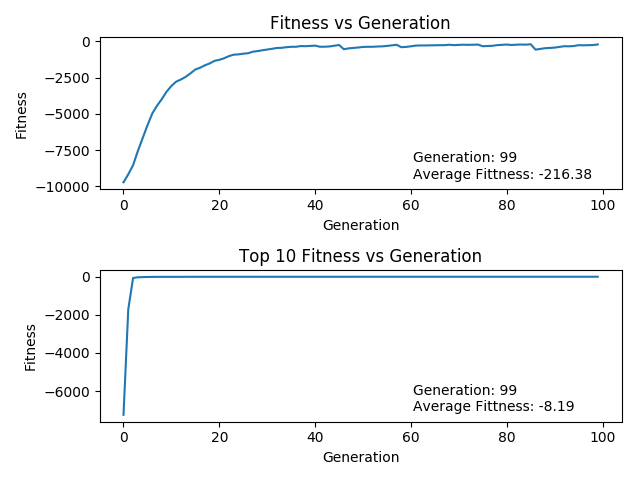 Fitness vs Generation
0
−2500
−5000
−7500
−10000
Fitness
Generation: 99
Average Fittness: -216.38
0 20 40 60 80 100
Generation
Top 10 Fitness vs Generation
0
−2000
−4000
−6000
Fitness
Generation: 99
Average Fittness: -8.19
0 20 40 60 80 100
Generation